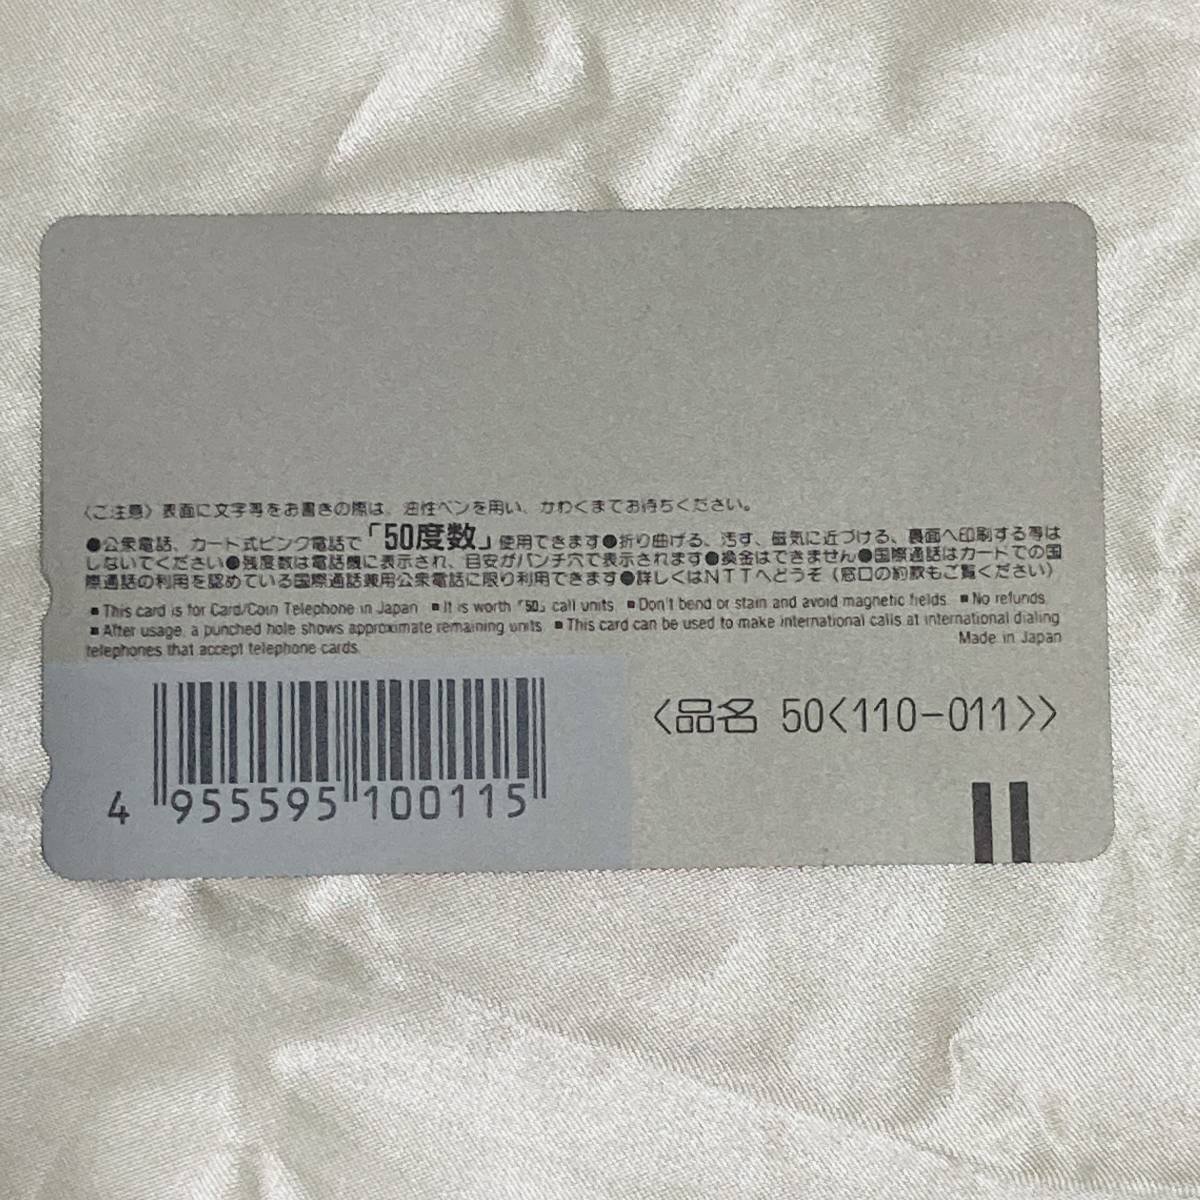 〈ご注意〉表面に文字等をお書きの際は、油性ペンを用い、かわくまでお待ちください。
●公衆電話、カード式ピンク電話で「50度数」使用できます●折り曲げる、汚す、磁気に近づける、裏面へ印刷する等は
しないでください●残度数は電話機に表示され、目安がパンチ穴で表示されます●換金はできません●国際通話はカードでの国
際通話の利用を認めている国際通話兼用公衆電話に限り利用できます●詳しくはNTTへどうぞ（窓口の約款もご覧ください）
■This card is for Card/Coin Telephone in Japan ■It is worth「50」call units ■Don't bend or stain and avoid magnetic fields. ■No refunds.
■After usage, a punched hole shows approximate remaining units. ■This card can be used to make international calls at international dialing
telephones that accept telephone cards. Made in Japan
〈品名 50〈110-011〉〉
4 955595 100115